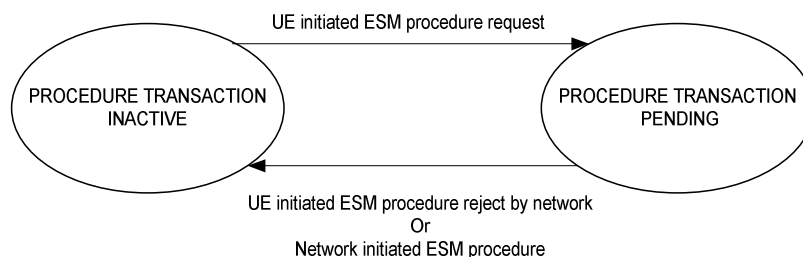 UE initiated ESM procedure request
PROCEDURE TRANSACTION
INACTIVE
PROCEDURE TRANSACTION
PENDING
UE initiated ESM procedure reject by network
Or
Network initiated ESM procedure